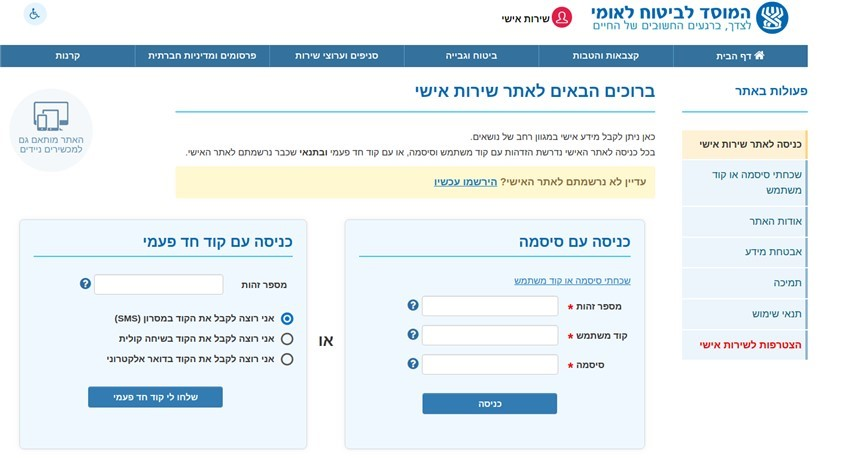 המוסד לביטוח לאומי
לצדך, ברגעים החשובים של החיים
שירות אישי
דף הבית
קצבאות והטבות
ביטוח וגבייה
סניפים וערוצי שירות
פרסומים ומדיניות חברתית
קרנות
פעולות באתר
כניסה לאתר שירות אישי
שכחתי סיסמה או קוד
משתמש
אודות האתר
אבטחת מידע
תמיכה
תנאי שימוש
הצטרפות לשירות אישי
ברוכים הבאים לאתר שירות אישי
כאן ניתן לקבל מידע אישי במגוון רחב של נושאים.
בכל כניסה לאתר האישי נדרשת הזדהות עם קוד משתמש וסיסמה, או עם קוד חד פעמי ובתנאי שכבר נרשמתם לאתר האישי.
עדיין לא נרשמתם לאתר האישי? הירשמו עכשיו
האתר מותאם גם
למכשירים ניידים
כניסה עם סיסמה
שכחתי סיסמה או קוד משתמש
* מספר זהות
* קוד משתמש
* סיסמה
כניסה
או
כניסה עם קוד חד פעמי
מספר זהות
אני רוצה לקבל את הקוד במסרון (SMS)
אני רוצה לקבל את הקוד בשיחה קולית
אני רוצה לקבל את הקוד בדואר אלקטרוני
שלחו לי קוד חד פעמי